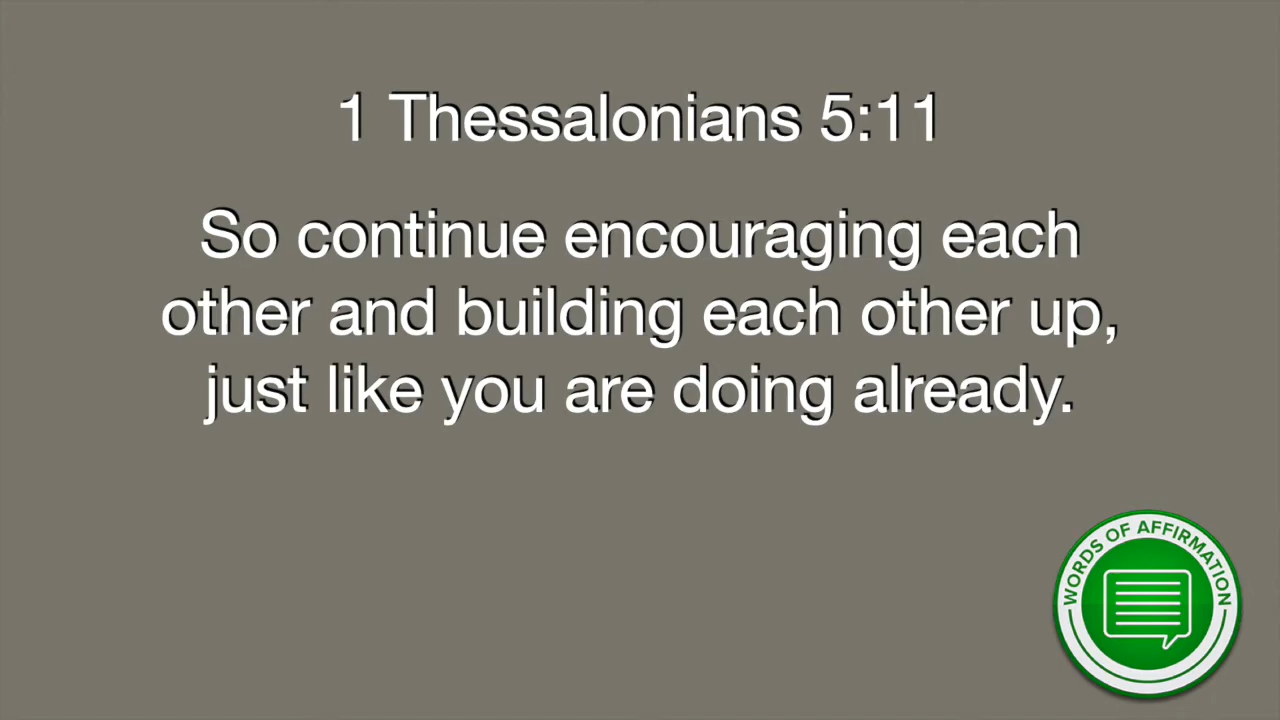 1 Thessalonians 5:11
So continue encouraging each
other and building each other up,
just like you are doing already.
WORDS OF AFFIRMATION